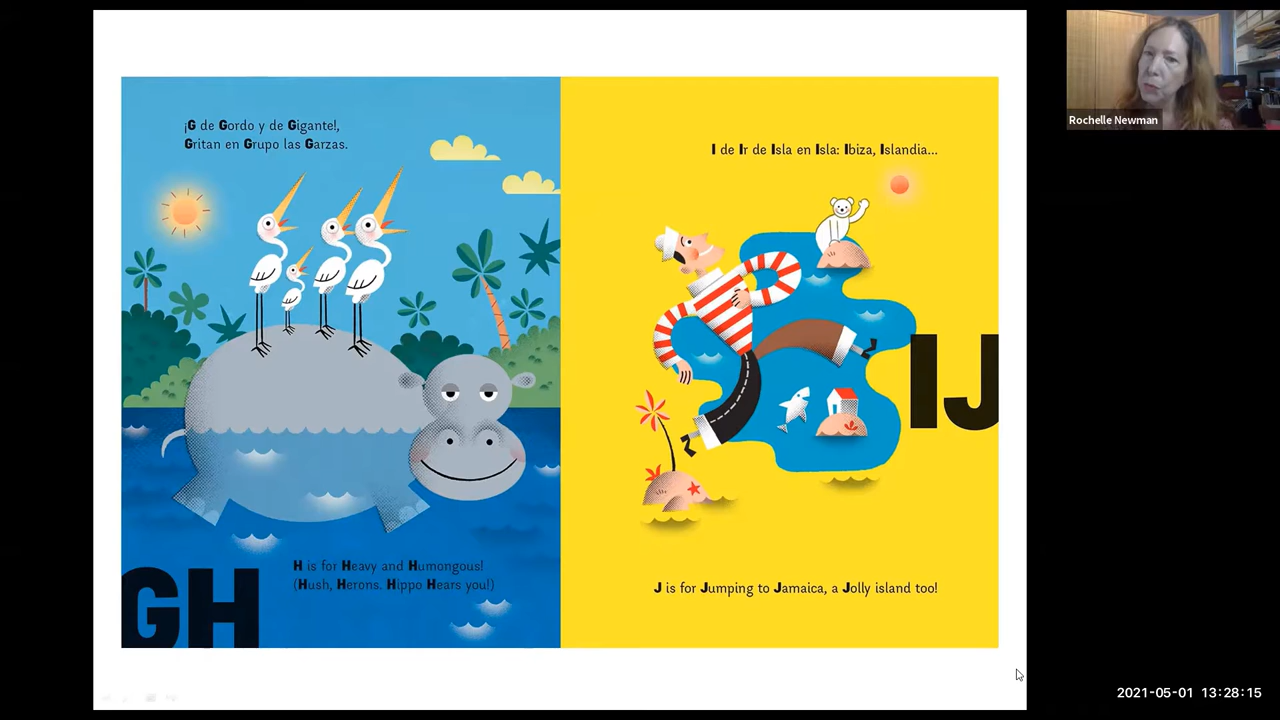 ¡G de Gordo y de Gigante!,
Gritan en Grupo las Garzas.
H is for Heavy and Humongous!
(Hush, Herons. Hippo Hears you!)
GH
I de Ir de Isla en Isla: Ibiza, Islandia...
IJ
J is for Jumping to Jamaica, a Jolly island too!
Rochelle Newman
2021-05-01 13:28:15